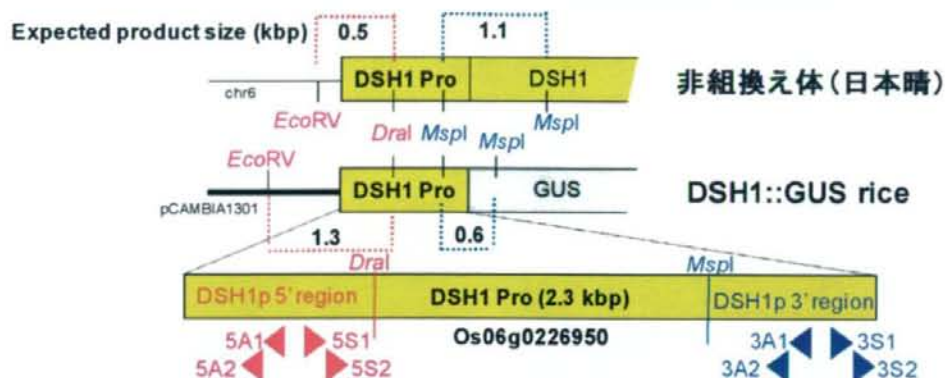 Expected product size (kbp)
0.5
1.1
DSH1 Pro
DSH1
非組換え体(日本晴)
chr6
EcoRV
DraI
MspI
MspI
EcoRV
MspI
DSH1 Pro
GUS
DSH1::GUS rice
pCAMBIA1301
1.3
0.6
DraI
MspI
DSH1p 5' region
DSH1 Pro (2.3 kbp)
DSH1p 3' region
Os06g0226950
5A1
5S1
3A1
3S1
5A2
5S2
3A2
3S2